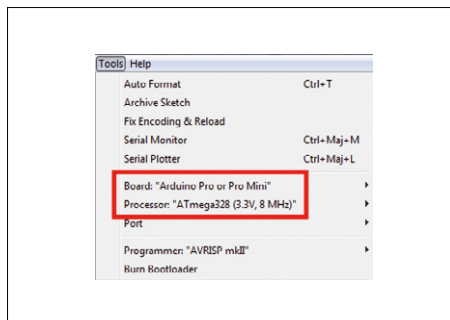 Tools Help
Auto Format Ctrl+T
Archive Sketch
Fix Encoding & Reload
Serial Monitor Ctrl+Maj+M
Serial Plotter Ctrl+Maj+L
Board: "Arduino Pro or Pro Mini"
Processor: "ATmega328 (3.3V, 8 MHz)"
Port
Programmer: "AVRISP mkII"
Burn Bootloader